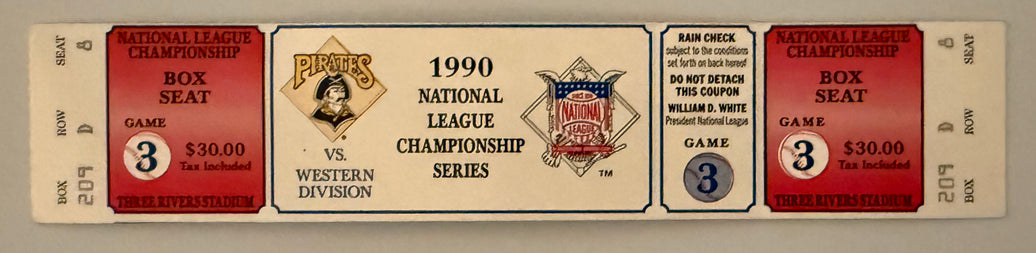 SEAT 8
ROW D
BOX 209
NATIONAL LEAGUE
CHAMPIONSHIP
BOX
SEAT
GAME
3
$30.00
Tax Included
THREE RIVERS STADIUM
PIRATES
VS.
WESTERN
DIVISION
1990
NATIONAL
LEAGUE
CHAMPIONSHIP
SERIES
SINCE 1876
NATIONAL
LEAGUE
TM
RAIN CHECK
subject to the conditions
set forth on back hereof
DO NOT DETACH
THIS COUPON
WILLIAM D. WHITE
President National League
GAME
3
NATIONAL LEAGUE
CHAMPIONSHIP
BOX
SEAT
GAME
3
$30.00
Tax Included
THREE RIVERS STADIUM
8 SEAT
D ROW
209 BOX